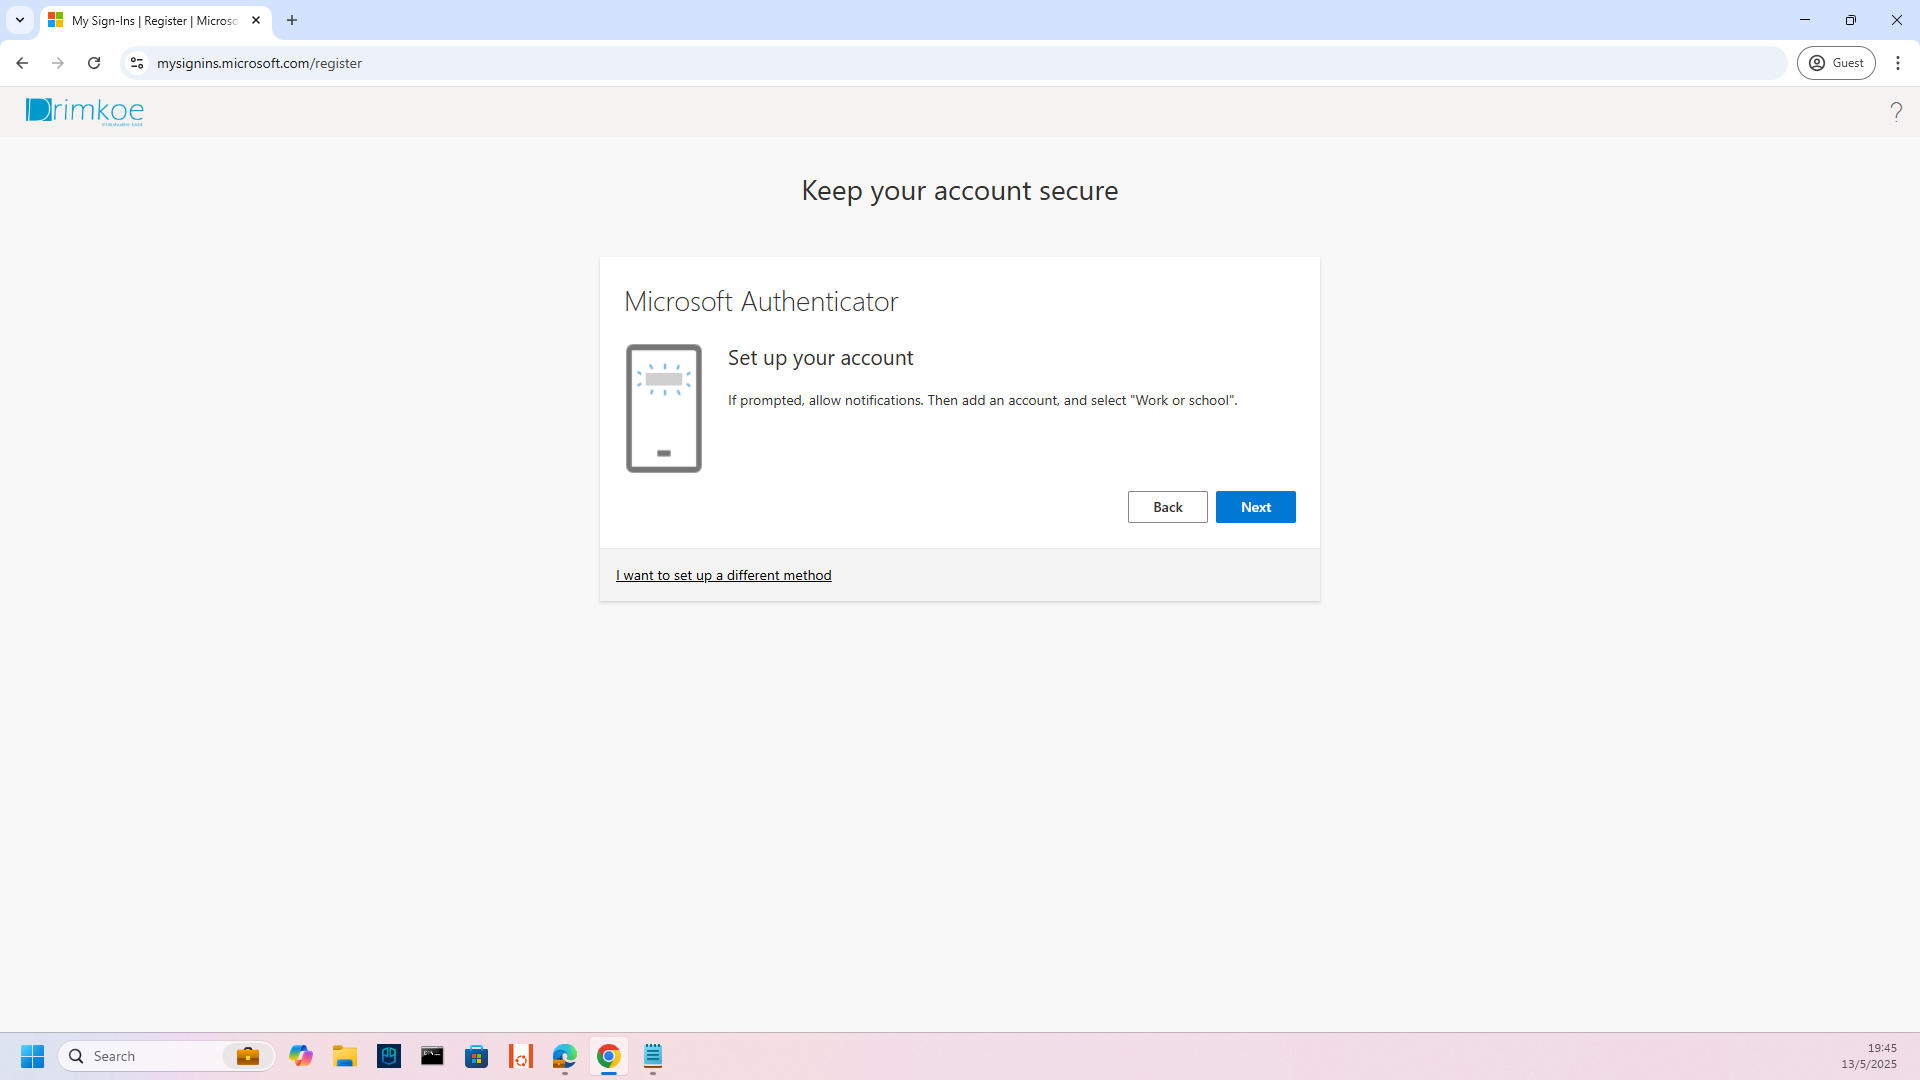 My Sign-Ins | Register | Microso
mysignins.microsoft.com/register
Guest
Drimkoe
Keep your account secure
Microsoft Authenticator
Set up your account
If prompted, allow notifications. Then add an account, and select "Work or school".
Back
Next
I want to set up a different method
Search
19:45
13/5/2025